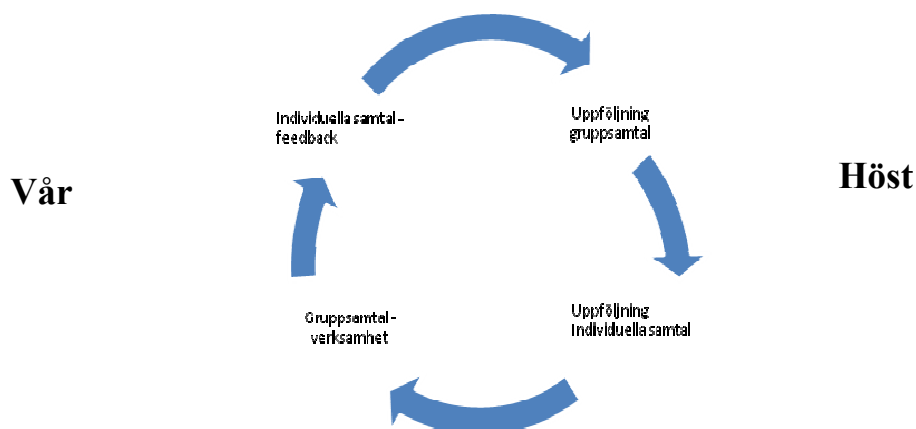 Individuella samtal –
feedback
Uppföljning
gruppsamtal
Vår
Höst
Gruppsamtal –
verksamhet
Uppföljning
Individuella samtal